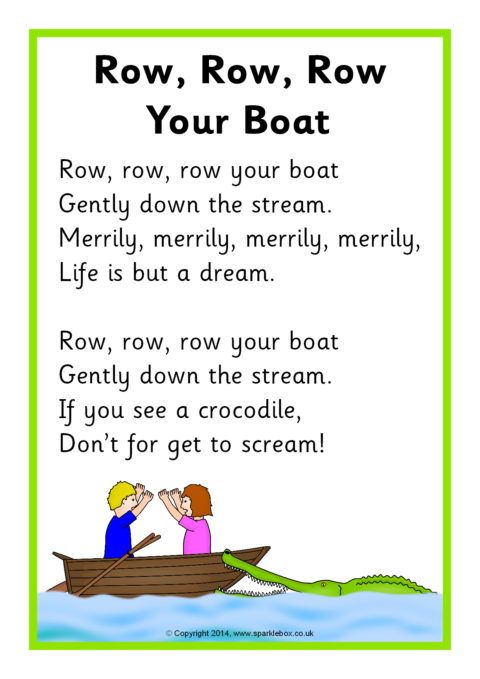 Row, Row, Row
Your Boat
Row, row, row your boat
Gently down the stream.
Merrily, merrily, merrily, merrily,
Life is but a dream.
Row, row, row your boat
Gently down the stream.
If you see a crocodile,
Don't for get to scream!
© Copyright 2014, www.sparklebox.co.uk